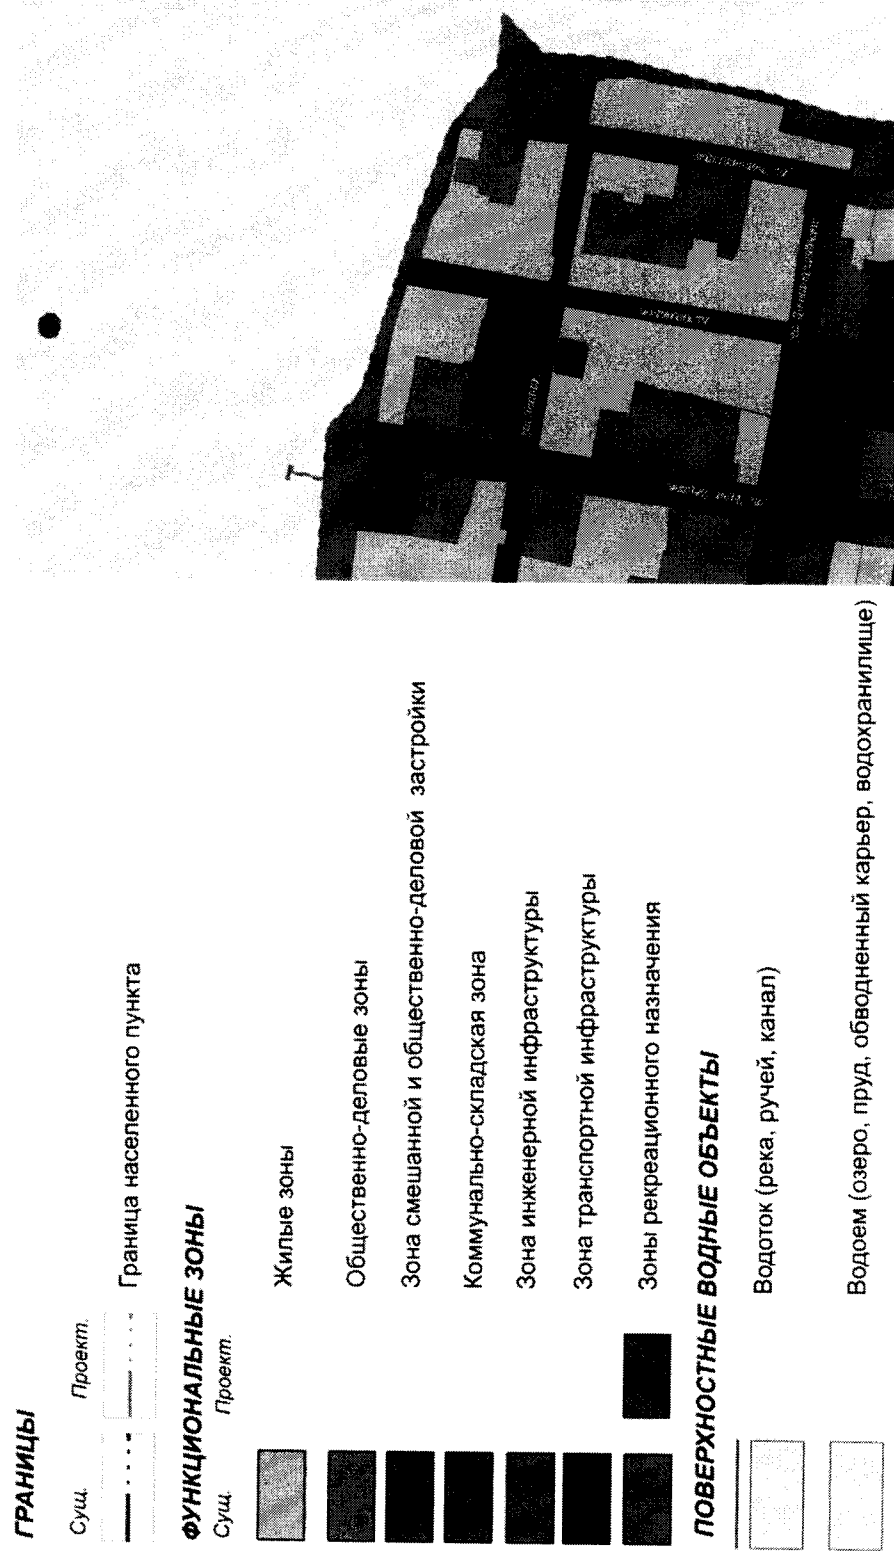 ГРАНИЦЫ
Сущ. Проект.
Граница населенного пункта
ФУНКЦИОНАЛЬНЫЕ ЗОНЫ
Сущ. Проект.
Жилые зоны
Общественно-деловые зоны
Зона смешанной и общественно-деловой застройки
Коммунально-складская зона
Зона инженерной инфраструктуры
Зона транспортной инфраструктуры
Зоны рекреационного назначения
ПОВЕРХНОСТНЫЕ ВОДНЫЕ ОБЪЕКТЫ
Водоток (река, ручей, канал)
Водоем (озеро, пруд, обводненный карьер, водохранилище)